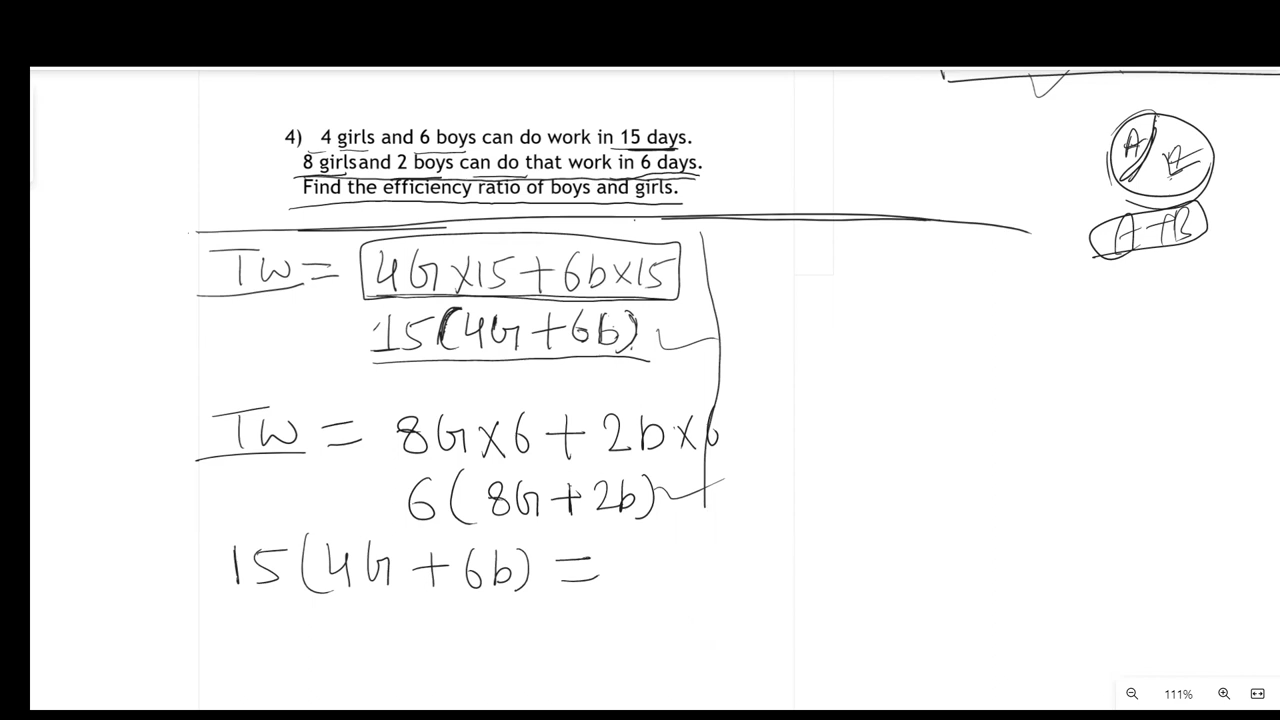 4) 4 girls and 6 boys can do work in 15 days.
8 girls and 2 boys can do that work in 6 days.
Find the efficiency ratio of boys and girls.
A
A+B
TW = 4G×15+6b×15
15(4G+6b)
TW = 8G×6+2b×6
6(8G+2b)
15(4G+6b) =
111%